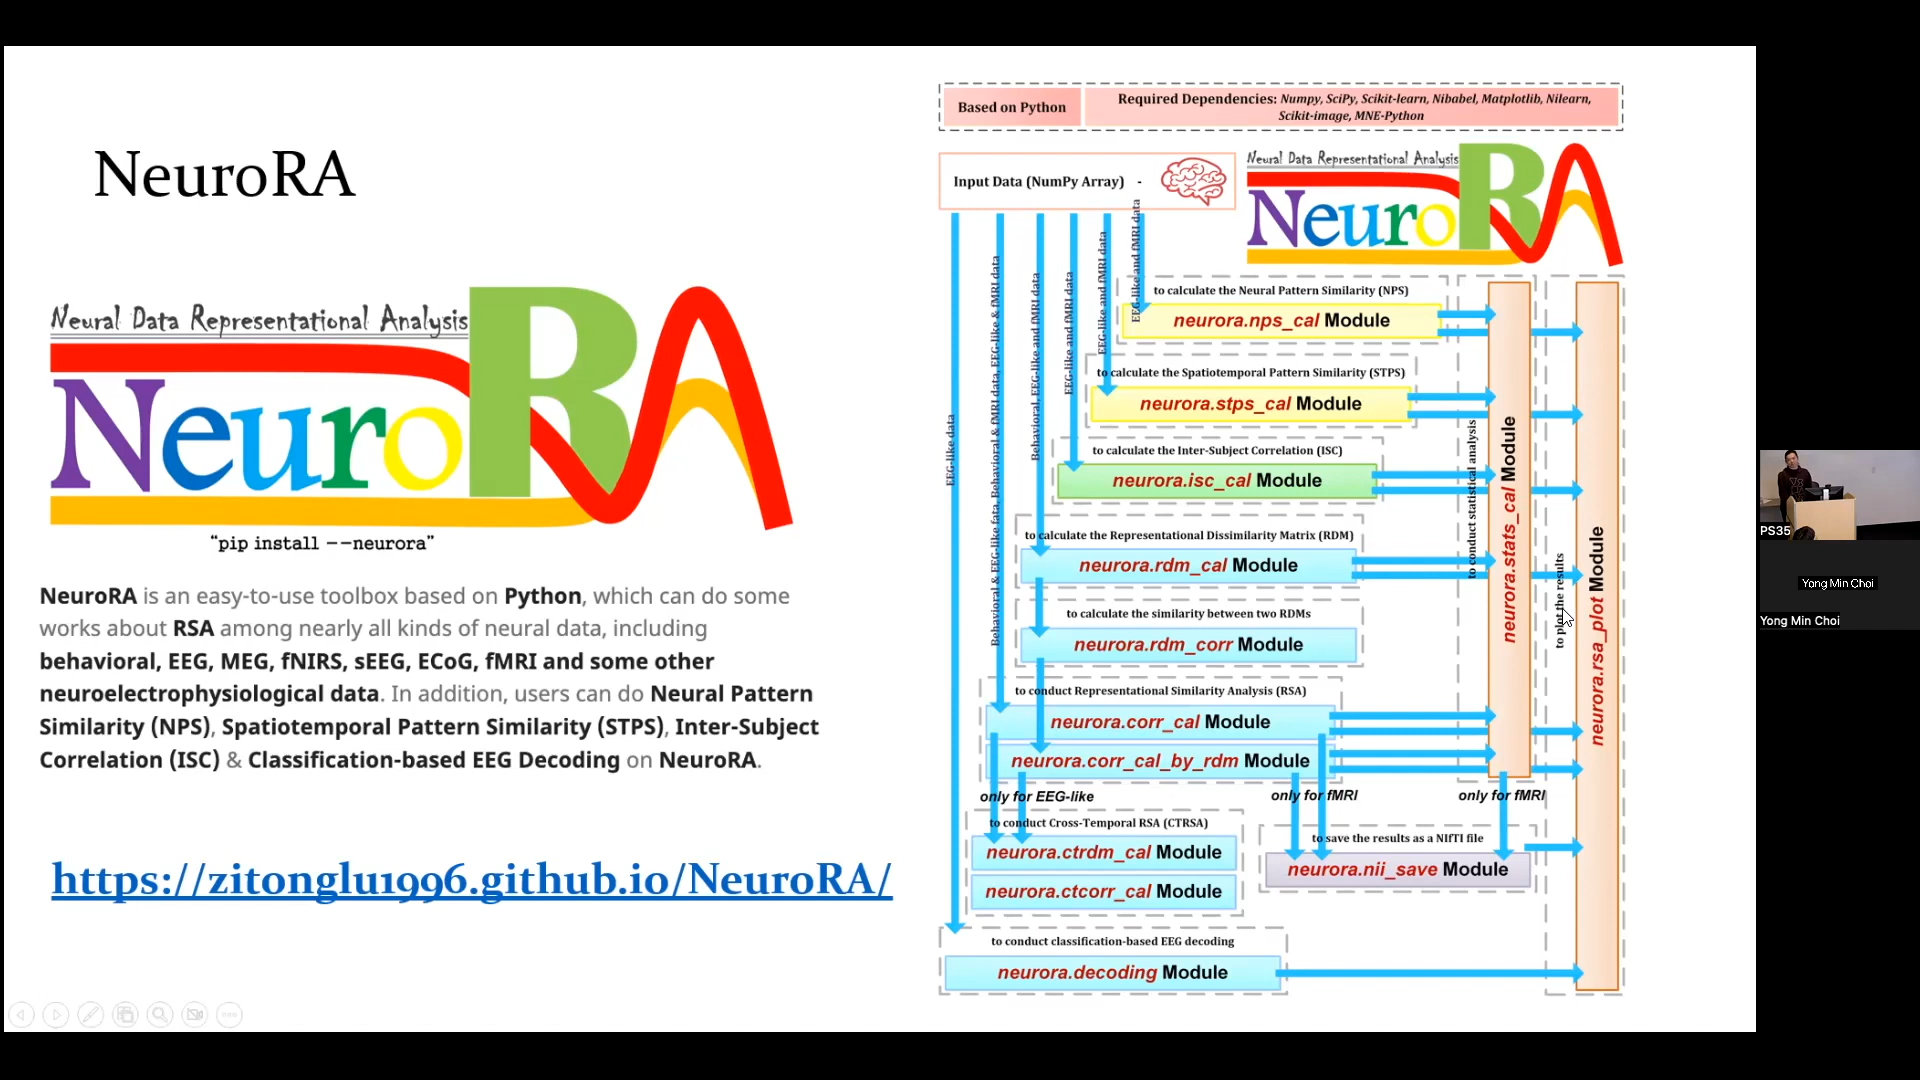 NeuroRA
Neural Data Representational Analysis
NeuroRA
“pip install --neurora”
NeuroRA is an easy-to-use toolbox based on Python, which can do some
works about RSA among nearly all kinds of neural data, including
behavioral, EEG, MEG, fNIRS, sEEG, ECoG, fMRI and some other
neuroelectrophysiological data. In addition, users can do Neural Pattern
Similarity (NPS), Spatiotemporal Pattern Similarity (STPS), Inter-Subject
Correlation (ISC) & Classification-based EEG Decoding on NeuroRA.
https://zitonglu1996.github.io/NeuroRA/
Based on Python
Required Dependencies: Numpy, SciPy, Scikit-learn, Nibabel, Matplotlib, Nilearn,
Scikit-image, MNE-Python
Input Data (NumPy Array) -
Neural Data Representational Analysis
NeuroRA
EEG-like data
Behavioral & EEG-like fata, Behavioral & fMRI data, EEG-like & fMRI data
Behavioral, EEG-like and fMRI data
EEG-like and fMRI data
EEG-like and fMRI data
EEG-like and fMRI data
to calculate the Neural Pattern Similarity (NPS)
neurora.nps_cal Module
to calculate the Spatiotemporal Pattern Similarity (STPS)
neurora.stps_cal Module
to calculate the Inter-Subject Correlation (ISC)
neurora.isc_cal Module
to calculate the Representational Dissimilarity Matrix (RDM)
neurora.rdm_cal Module
to calculate the similarity between two RDMs
neurora.rdm_corr Module
to conduct Representational Similarity Analysis (RSA)
neurora.corr_cal Module
neurora.corr_cal_by_rdm Module
only for EEG-like
only for fMRI
only for fMRI
to conduct Cross-Temporal RSA (CTRSA)
neurora.ctrdm_cal Module
neurora.ctcorr_cal Module
to save the results as a NIfTI file
neurora.nii_save Module
to conduct classification-based EEG decoding
neurora.decoding Module
to conduct statistical analysis
neurora.stats_cal Module
to plot the results
neurora.rsa_plot Module
PS35
Yong Min Choi
Yong Min Choi